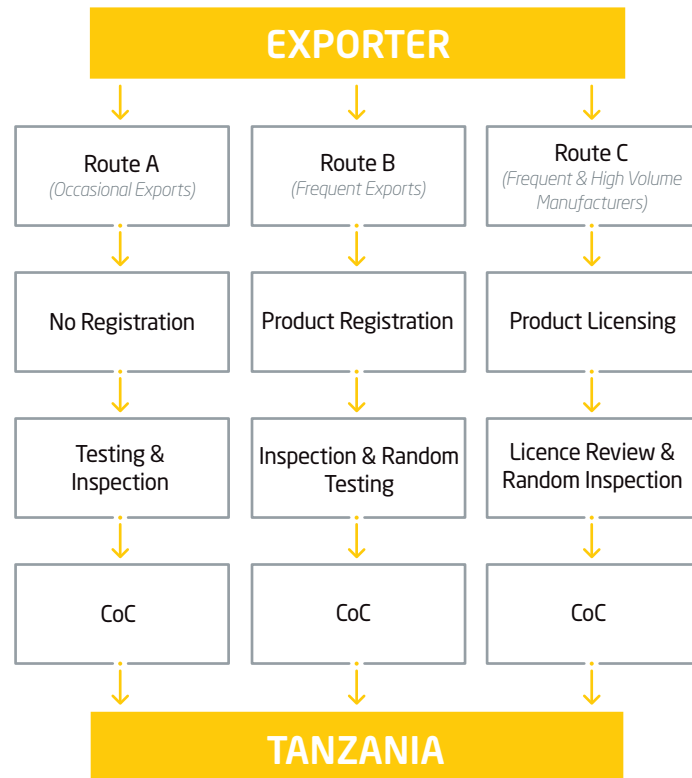 EXPORTER
Route A
(Occasional Exports)
Route B
(Frequent Exports)
Route C
(Frequent & High Volume
Manufacturers)
No Registration
Product Registration
Product Licensing
Testing &
Inspection
Inspection & Random
Testing
Licence Review &
Random Inspection
CoC
CoC
CoC
TANZANIA